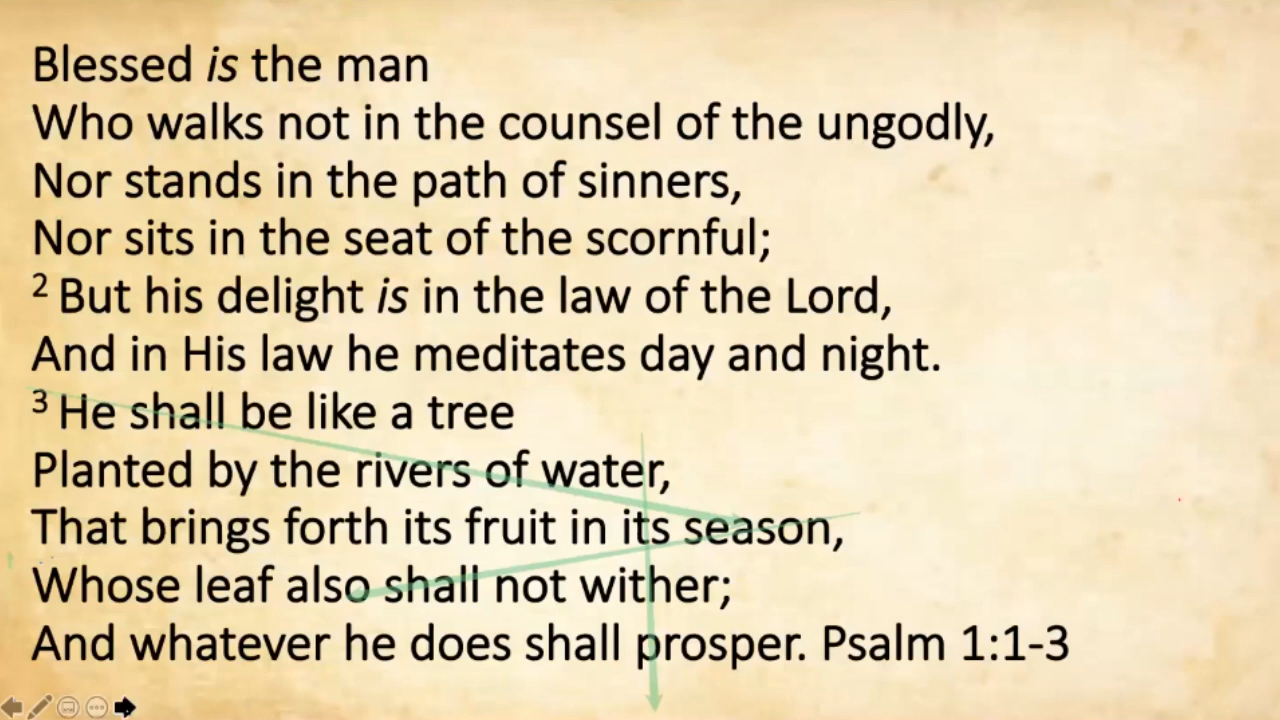 Blessed is the man
Who walks not in the counsel of the ungodly,
Nor stands in the path of sinners,
Nor sits in the seat of the scornful;
2 But his delight is in the law of the Lord,
And in His law he meditates day and night.
3 He shall be like a tree
Planted by the rivers of water,
That brings forth its fruit in its season,
Whose leaf also shall not wither;
And whatever he does shall prosper. Psalm 1:1-3